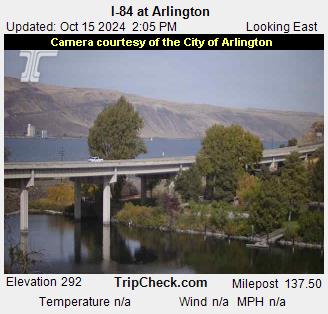 I-84 at Arlington
Updated: Oct 15 2024 2:05 PM Looking East
Camera courtesy of the City of Arlington
Elevation 292 TripCheck.com Milepost 137.50
Temperature n/a Wind n/a MPH n/a